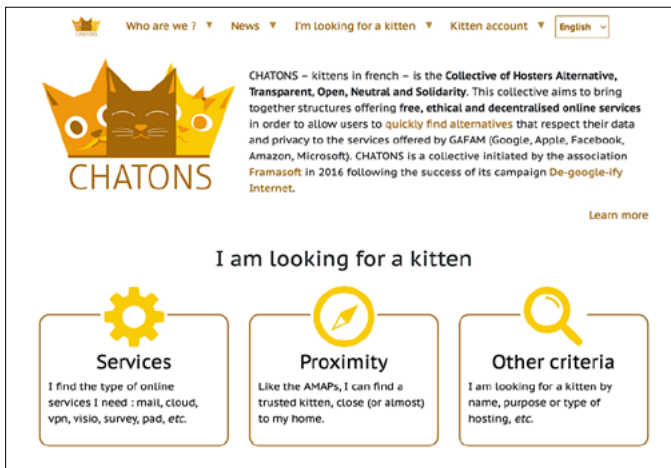 Who are we ? ▼ News ▼ I'm looking for a kitten ▼ Kitten account ▼ English
CHATONS – kittens in french – is the Collective of Hosters Alternative,
Transparent, Open, Neutral and Solidarity. This collective aims to bring
together structures offering free, ethical and decentralised online services
in order to allow users to quickly find alternatives that respect their data
and privacy to the services offered by GAFAM (Google, Apple, Facebook,
Amazon, Microsoft). CHATONS is a collective initiated by the association
Framasoft in 2016 following the success of its campaign De-google-ify
Internet.
CHATONS
Learn more
I am looking for a kitten
Services
I find the type of online
services I need : mail, cloud,
vpn, visio, survey, pad, etc.
Proximity
Like the AMAPs, I can find a
trusted kitten, close (or almost)
to my home.
Other criteria
I am looking for a kitten by
name, purpose or type of
hosting, etc.